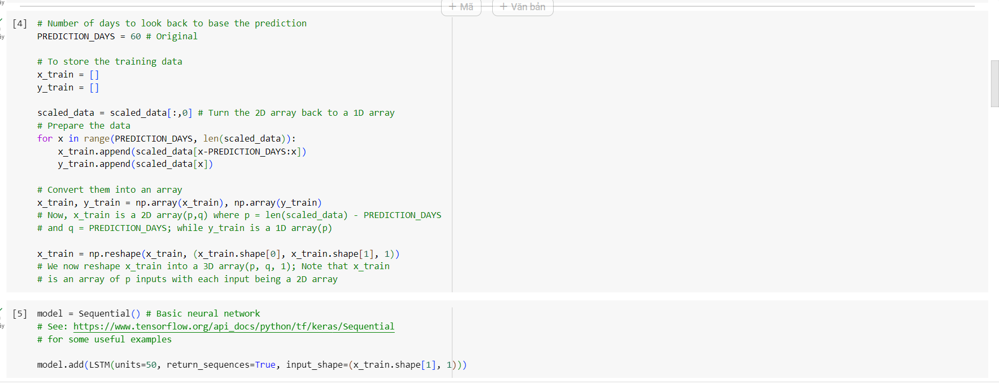 + Mã + Văn bản
[4] # Number of days to look back to base the prediction
PREDICTION_DAYS = 60 # Original
# To store the training data
x_train = []
y_train = []
scaled_data = scaled_data[:,0] # Turn the 2D array back to a 1D array
# Prepare the data
for x in range(PREDICTION_DAYS, len(scaled_data)):
x_train.append(scaled_data[x-PREDICTION_DAYS:x])
y_train.append(scaled_data[x])
# Convert them into an array
x_train, y_train = np.array(x_train), np.array(y_train)
# Now, x_train is a 2D array(p,q) where p = len(scaled_data) - PREDICTION_DAYS
# and q = PREDICTION_DAYS; while y_train is a 1D array(p)
x_train = np.reshape(x_train, (x_train.shape[0], x_train.shape[1], 1))
# We now reshape x_train into a 3D array(p, q, 1); Note that x_train
# is an array of p inputs with each input being a 2D array
[5] model = Sequential() # Basic neural network
# See: https://www.tensorflow.org/api_docs/python/tf/keras/Sequential
# for some useful examples
model.add(LSTM(units=50, return_sequences=True, input_shape=(x_train.shape[1], 1)))